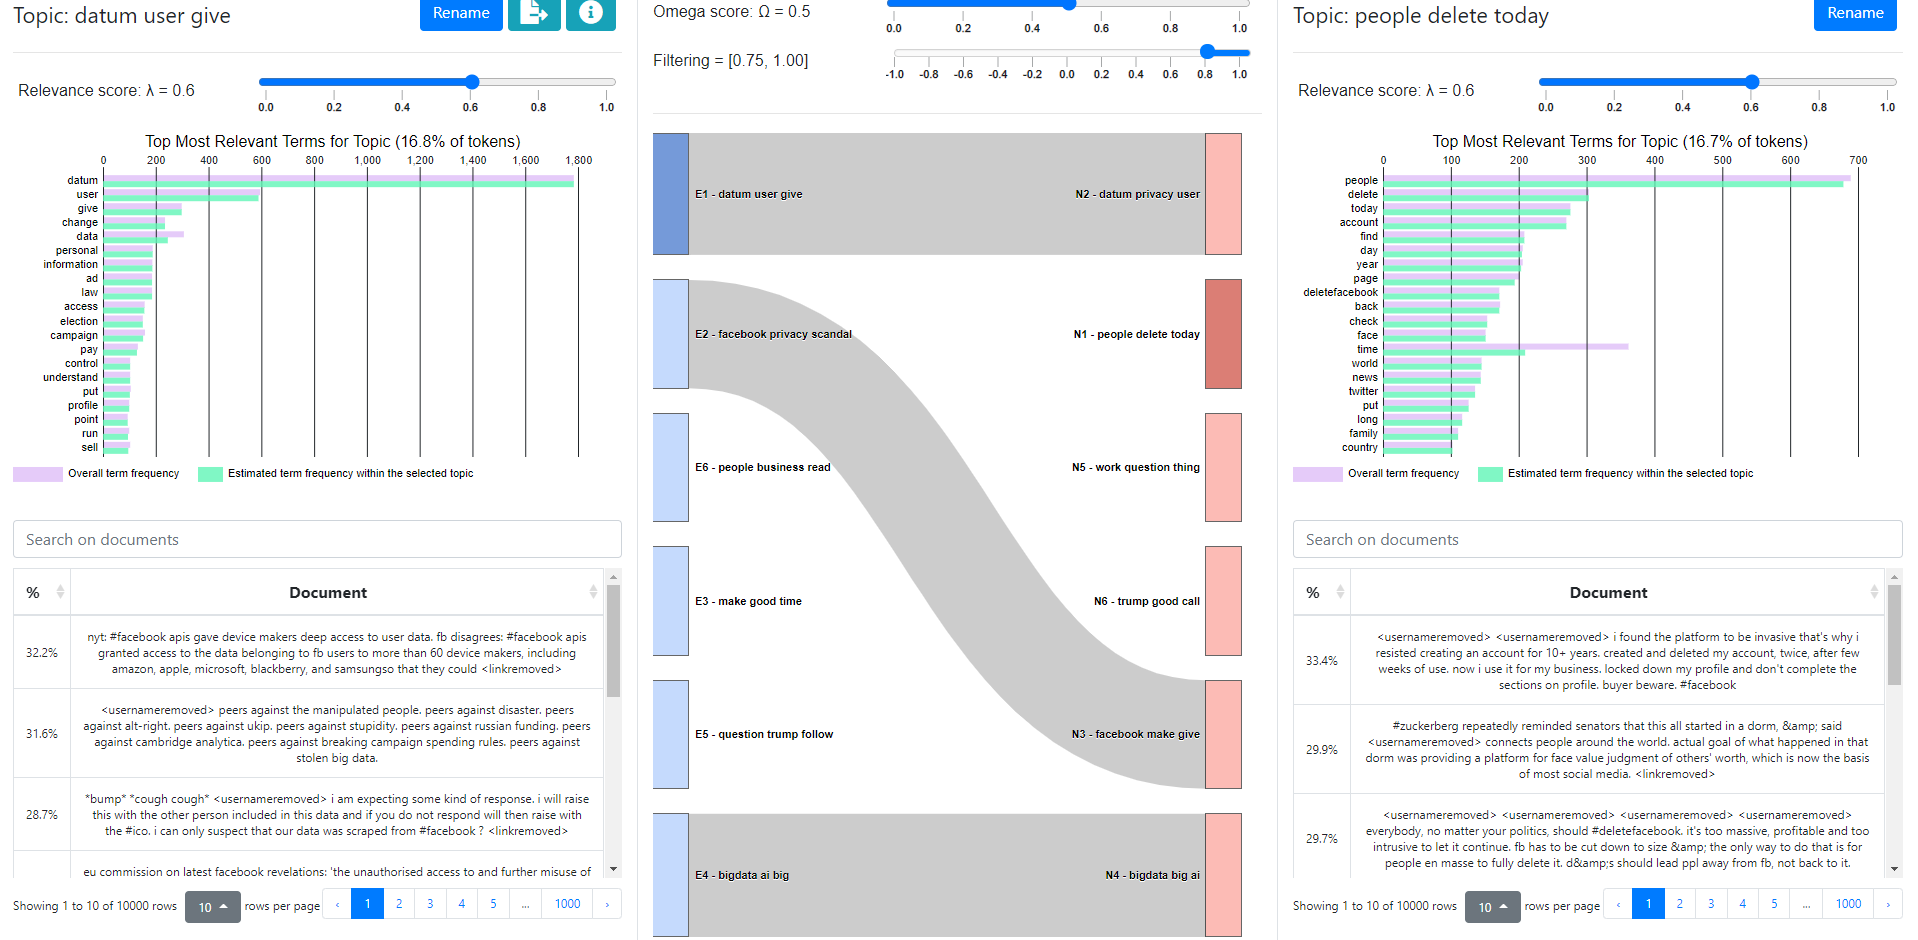 Topic: datum user give
Rename
Relevance score: λ = 0.6
0.0 0.2 0.4 0.6 0.8 1.0
Top Most Relevant Terms for Topic (16.8% of tokens)
0 200 400 600 800 1,000 1,200 1,400 1,600 1,800
datum
user
give
change
data
personal
information
ad
law
access
election
campaign
pay
control
understand
put
profile
point
run
sell
Overall term frequency
Estimated term frequency within the selected topic
Search on documents
% Document
32.2%
nyt: #facebook apis gave device makers deep access to user data. fb disagrees: #facebook apis
granted access to the data belonging to fb users to more than 60 device makers, including
amazon, apple, microsoft, blackberry, and samsungso that they could <linkremoved>
31.6%
<usernameremoved> peers against the manipulated people. peers against disaster. peers
against alt-right. peers against ukip. peers against stupidity. peers against russian funding. peers
against cambridge analytica. peers against breaking campaign spending rules. peers against
stolen big data.
28.7%
*bump* *cough cough* <usernameremoved> i am expecting some kind of response. i will raise
this with the other person included in this data and if you do not respond will then raise with
the #ico. i can only suspect that our data was scraped from #facebook ? <linkremoved>
eu commission on latest facebook revelations: 'the unauthorised access to and further misuse of
Showing 1 to 10 of 10000 rows 10 rows per page ‹ 1 2 3 4 5 ... 1000 ›
Omega score: Ω = 0.5
0.0 0.2 0.4 0.6 0.8 1.0
Filtering = [0.75, 1.00]
-1.0 -0.8 -0.6 -0.4 -0.2 0.0 0.2 0.4 0.6 0.8 1.0
E1 - datum user give
N2 - datum privacy user
E2 - facebook privacy scandal
N1 - people delete today
E6 - people business read
N5 - work question thing
E3 - make good time
N6 - trump good call
E5 - question trump follow
N3 - facebook make give
E4 - bigdata ai big
N4 - bigdata big ai
Topic: people delete today
Rename
Relevance score: λ = 0.6
0.0 0.2 0.4 0.6 0.8 1.0
Top Most Relevant Terms for Topic (16.7% of tokens)
0 100 200 300 400 500 600 700
people
delete
today
account
find
day
year
page
deletefacebook
back
check
face
time
world
news
twitter
put
long
family
country
Overall term frequency
Estimated term frequency within the selected topic
Search on documents
% Document
33.4%
<usernameremoved> <usernameremoved> i found the platform to be invasive that's why i
resisted creating an account for 10+ years. created and deleted my account, twice, after few
weeks of use. now i use it for my business. locked down my profile and don't complete the
sections on profile. buyer beware. #facebook
29.9%
#zuckerberg repeatedly reminded senators that this all started in a dorm, &amp; said
<usernameremoved> connects people around the world. actual goal of what happened in that
dorm was providing a platform for face value judgment of others' worth, which is now the basis
of most social media. <linkremoved>
29.7%
<usernameremoved> <usernameremoved> <usernameremoved> <usernameremoved>
everybody, no matter your politics, should #deletefacebook. it's too massive, profitable and too
intrusive to let it continue. fb has to be cut down to size &amp; the only way to do that is for
people en masse to fully delete it. d&amp;s should lead ppl away from fb, not back to it.
Showing 1 to 10 of 10000 rows 10 rows per page ‹ 1 2 3 4 5 ... 1000 ›